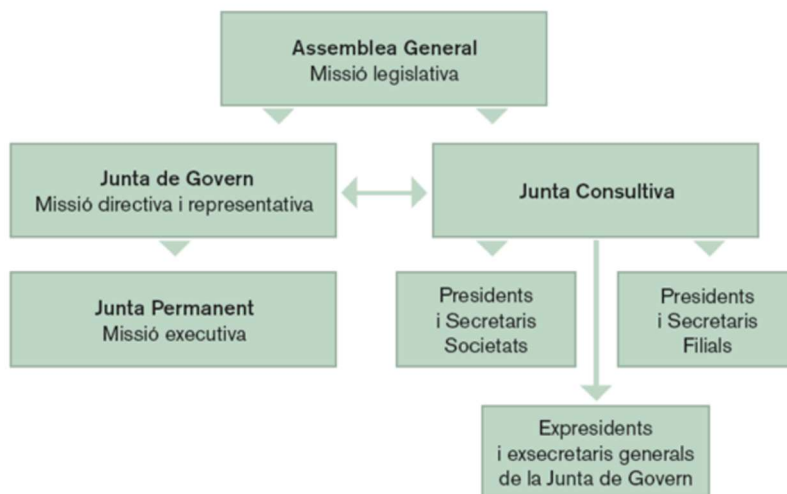 Assemblea General
Missió legislativa
Junta de Govern
Missió directiva i representativa
Junta Consultiva
Junta Permanent
Missió executiva
Presidents
i Secretaris
Societats
Presidents
i Secretaris
Filials
Expresidents
i exsecretaris generals
de la Junta de Govern